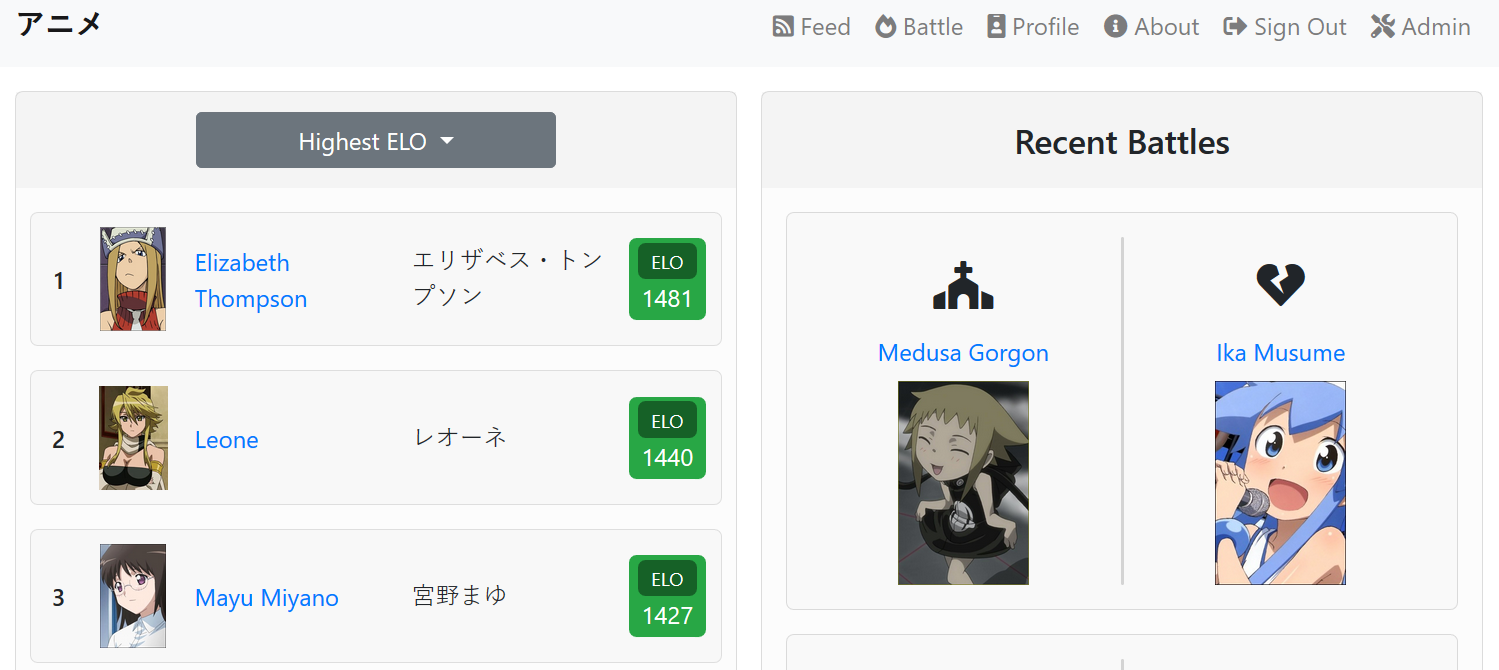 アニメ
Feed Battle Profile About Sign Out Admin
Highest ELO
1
Elizabeth
Thompson
エリザベス・トン
プソン
ELO
1481
2
Leone
レオーネ
ELO
1440
3
Mayu Miyano
宮野まゆ
ELO
1427
Recent Battles
Medusa Gorgon
Ika Musume